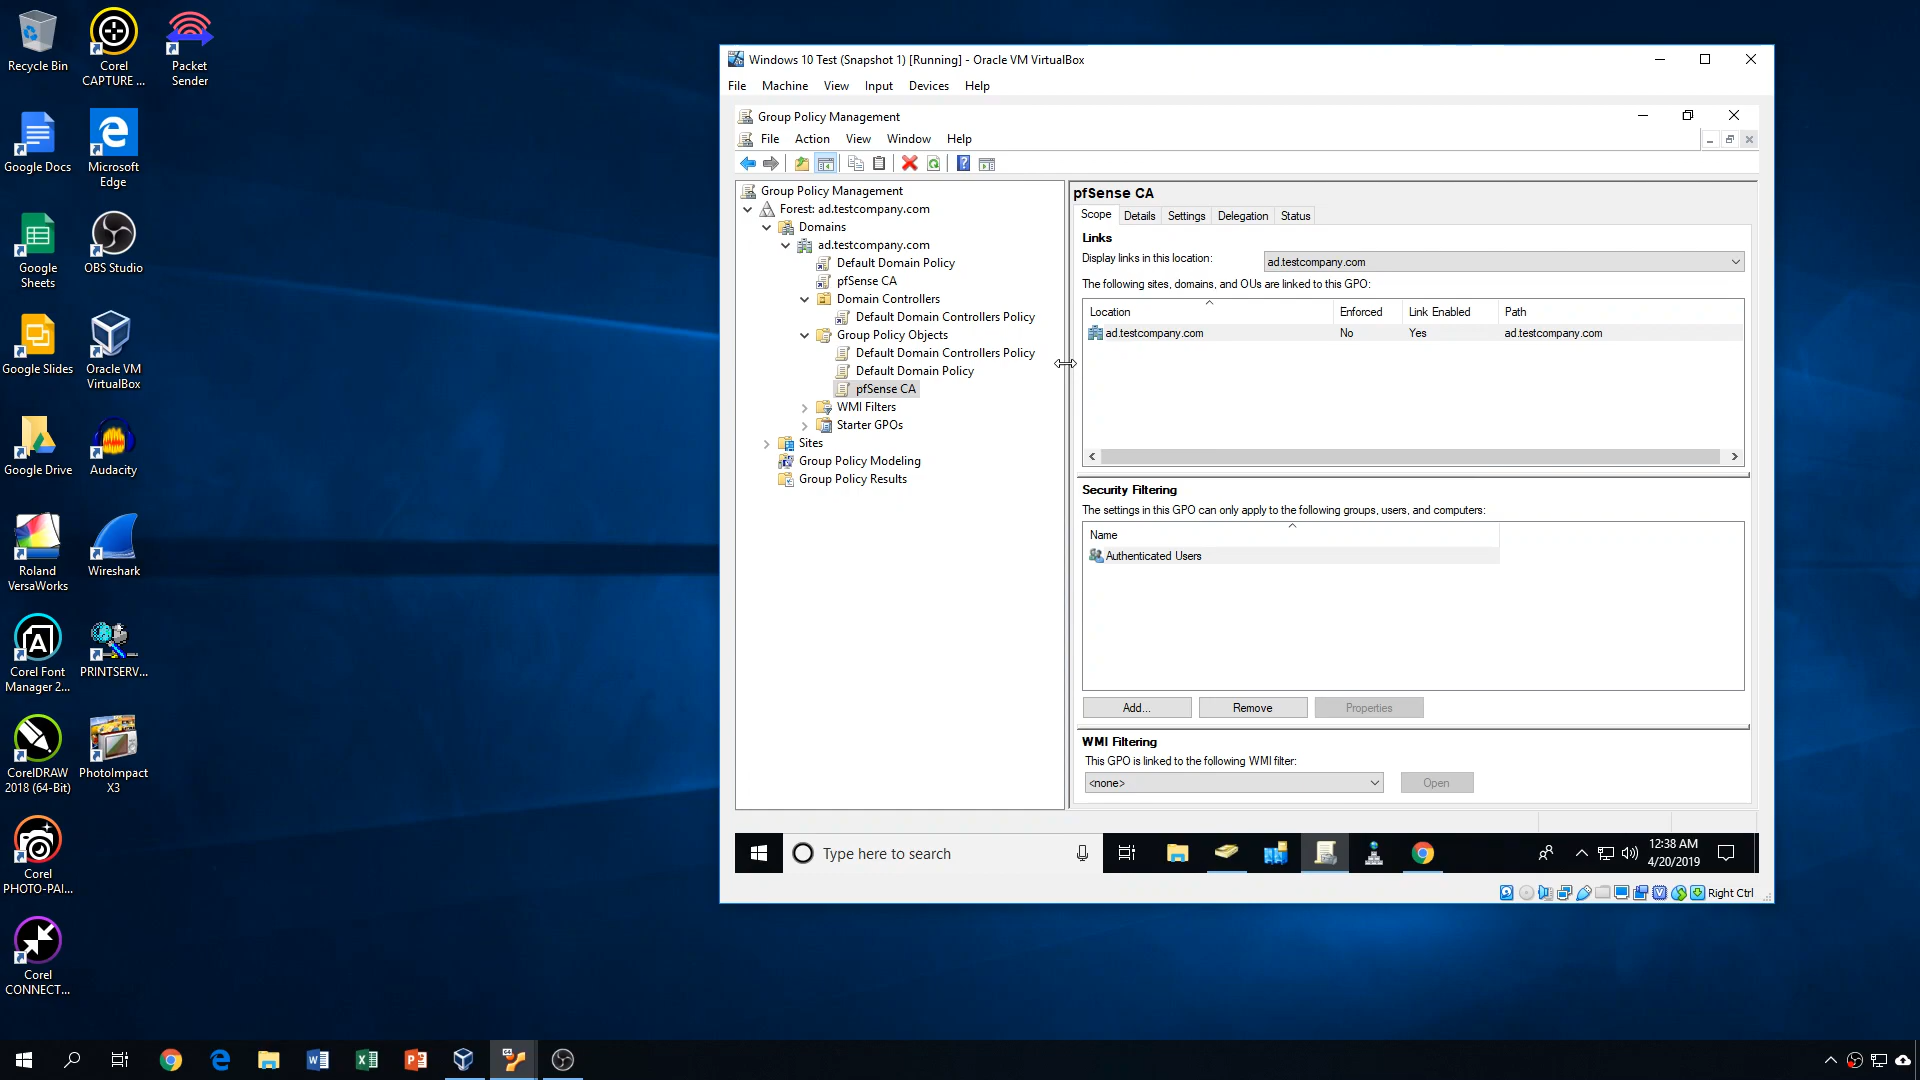 Recycle Bin
Corel
CAPTURE ...
Packet
Sender
Google Docs
Microsoft
Edge
Google
Sheets
OBS Studio
Google Slides
Oracle VM
VirtualBox
Google Drive
Audacity
Roland
VersaWorks
Wireshark
Corel Font
Manager 2...
PRINTSERV...
CorelDRAW
2018 (64-Bit)
PhotoImpact
X3
Corel
PHOTO-PAI...
Corel
CONNECT...
Windows 10 Test (Snapshot 1) [Running] - Oracle VM VirtualBox
File Machine View Input Devices Help
Group Policy Management
File Action View Window Help
Group Policy Management
Forest: ad.testcompany.com
Domains
ad.testcompany.com
Default Domain Policy
pfSense CA
Domain Controllers
Default Domain Controllers Policy
Group Policy Objects
Default Domain Controllers Policy
Default Domain Policy
pfSense CA
WMI Filters
Starter GPOs
Sites
Group Policy Modeling
Group Policy Results
pfSense CA
Scope Details Settings Delegation Status
Links
Display links in this location: ad.testcompany.com
The following sites, domains, and OUs are linked to this GPO:
Location Enforced Link Enabled Path
ad.testcompany.com No Yes ad.testcompany.com
Security Filtering
The settings in this GPO can only apply to the following groups, users, and computers:
Name
Authenticated Users
Add... Remove Properties
WMI Filtering
This GPO is linked to the following WMI filter:
<none> Open
Type here to search
12:38 AM
4/20/2019
Right Ctrl